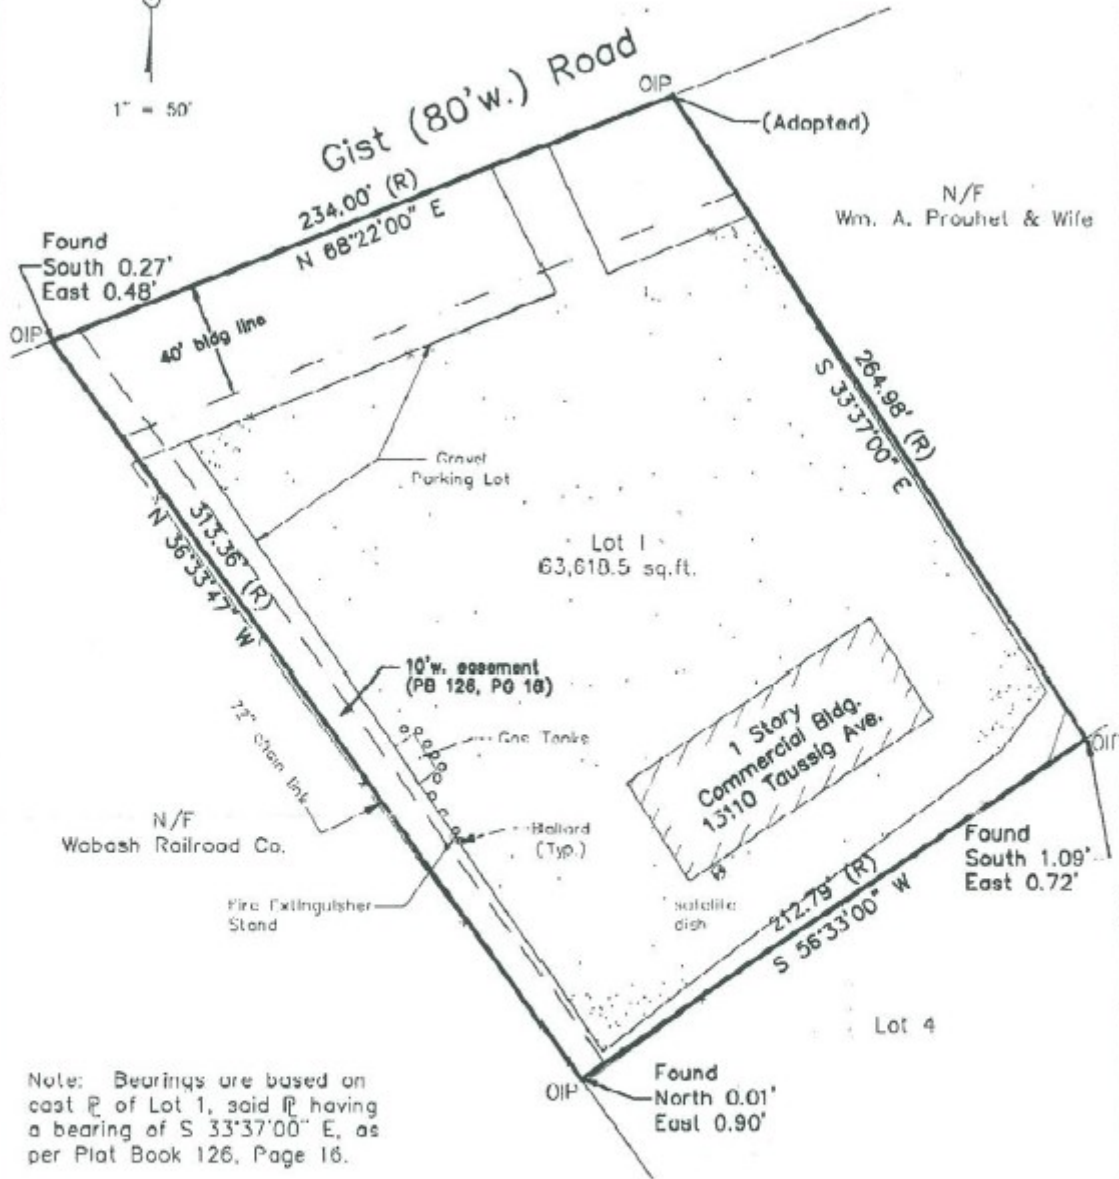 1" = 50'
Gist (80'w.) Road
OIP
(Adopted)
234.00' (R)
N 68°22'00" E
N/F
Wm. A. Prouhet & Wife
Found
South 0.27'
East 0.48'
OIP
40' bldg line
264.98' (R)
S 33°37'00" E
Gravel
Parking Lot
313.36' (R)
N 36°33'47" W
Lot 1
63,618.5 sq.ft.
10'w. easement
(PB 126, PG 16)
72" chain link
Gas Tanks
1 Story
Commercial Bldg.
13110 Taussig Ave.
OIP
N/F
Wabash Railroad Co.
Bollard
(Typ.)
Found
South 1.09'
East 0.72'
Fire Extinguisher
Stand
satelite
dish
212.79' (R)
S 56°33'00" W
Lot 4
OIP
Found
North 0.01'
East 0.90'
Note: Bearings are based on
east PL of Lot 1, said PL having
a bearing of S 33°37'00" E, as
per Plat Book 126, Page 16.